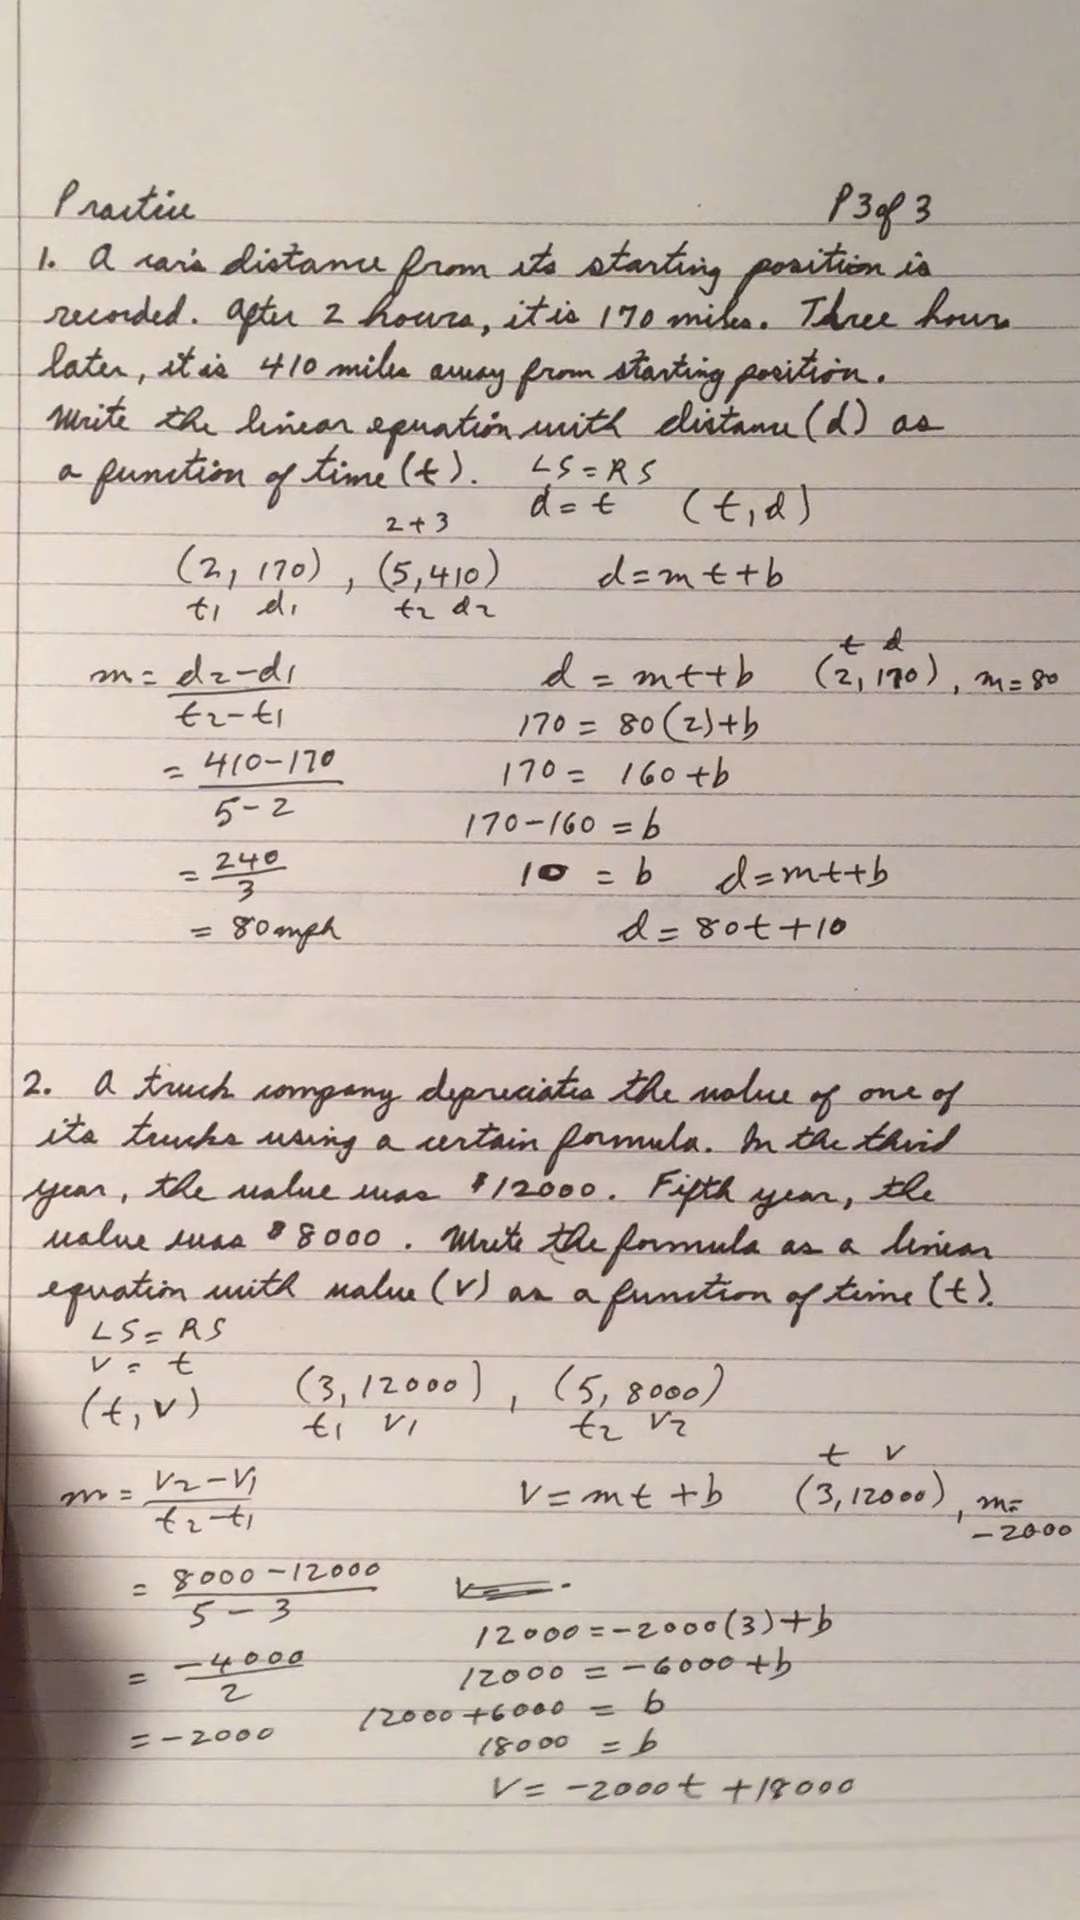 Practice P3of3
1. A car's distance from its starting position is
recorded. After 2 hours, it is 170 miles. Three hours
later, it is 410 miles away from starting position.
Write the linear equation with distance (d) as
a function of time (t). LS = RS
d = t (t, d)
2+3
(2, 170), (5, 410) d = mt + b
t1 d1 t2 d2
t d
m = d2 - d1 / t2 - t1 d = mt + b (2, 170), m = 80
170 = 80(2) + b
= 410 - 170 / 5 - 2 170 = 160 + b
170 - 160 = b
= 240 / 3 10 = b d = mt + b
= 80 mph d = 80t + 10
2. A truck company depreciates the value of one of
its trucks using a certain formula. In the third
year, the value was $12000. Fifth year, the
value was $8000. Write the formula as a linear
equation with value (V) as a function of time (t).
LS = RS
V = t
(t, V) (3, 12000), (5, 8000)
t1 V1 t2 V2
t V
m = V2 - V1 / t2 - t1 V = mt + b (3, 12000), m =
-2000
= 8000 - 12000 / 5 - 3
12000 = -2000(3) + b
= -4000 / 2 12000 = -6000 + b
12000 + 6000 = b
= -2000 18000 = b
V = -2000t + 18000